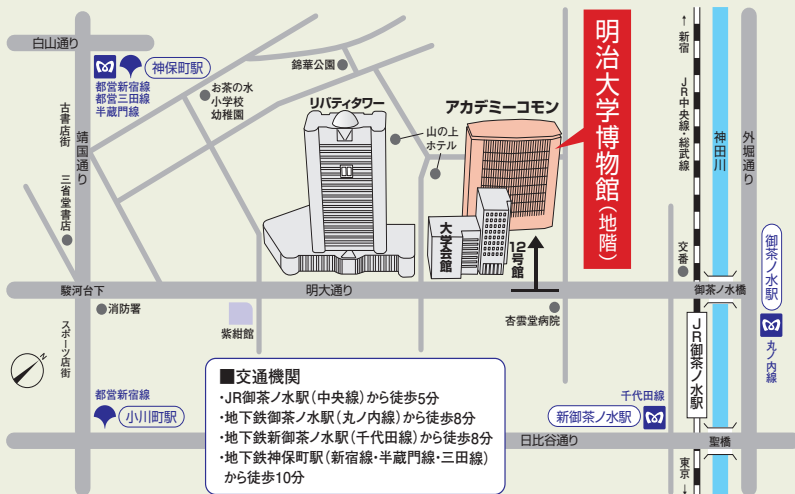 白山通り
神保町駅
都営新宿線
都営三田線
半蔵門線
古書店街
靖国通り
三省堂書店
お茶の水
小学校
幼稚園
錦華公園
リバティタワー
山の上
ホテル
アカデミーコモン
明治大学博物館(地階)
大学会館
12号館
↑新宿
JR中央線・総武線
神田川
外堀通り
交番
御茶ノ水駅
丸ノ内線
駿河台下
明大通り
御茶ノ水橋
消防署
紫紺館
杏雲堂病院
JR御茶ノ水駅
スポーツ店街
N
都営新宿線
小川町駅
■交通機関
・JR御茶ノ水駅(中央線)から徒歩5分
・地下鉄御茶ノ水駅(丸ノ内線)から徒歩8分
・地下鉄新御茶ノ水駅(千代田線)から徒歩8分
・地下鉄神保町駅(新宿線・半蔵門線・三田線)
から徒歩10分
千代田線
新御茶ノ水駅
日比谷通り
聖橋
東京↓